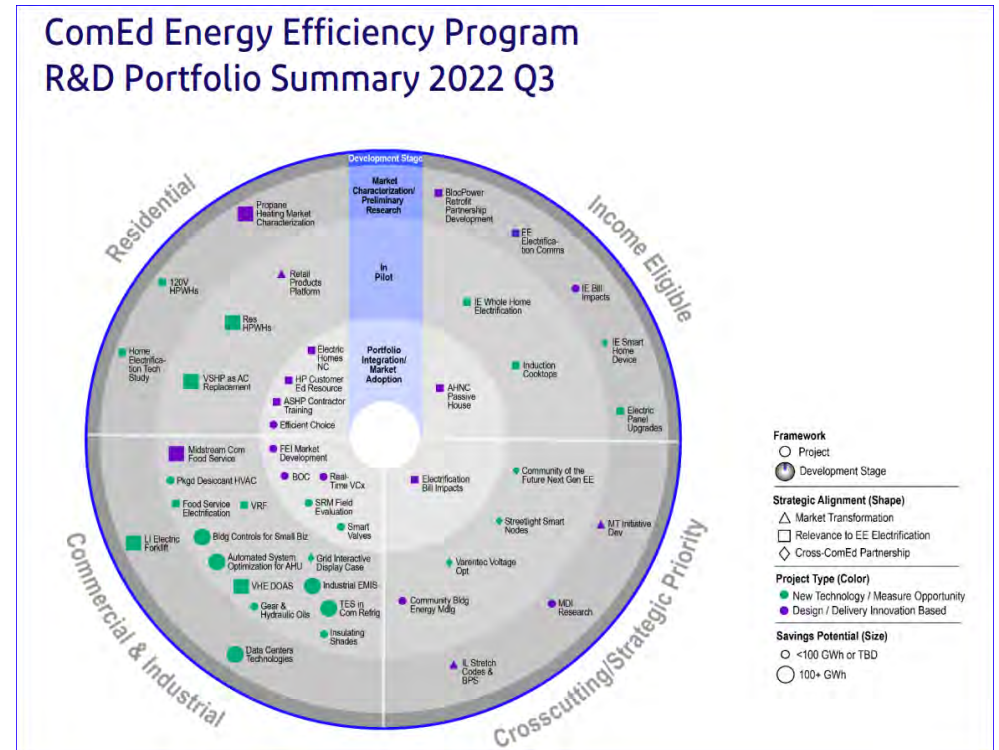 ComEd Energy Efficiency Program
R&D Portfolio Summary 2022 Q3
Development Stage
Market
Characterization/
Preliminary
Research
In
Pilot
Portfolio
Integration/
Market
Adoption
Residential
Propane
Heating Market
Characterization
Retail
Products
Platform
120V
HPWHs
Res
HPWHs
Home
Electrifica-
tion Tech
Study
VSHP as AC
Replacement
Electric
Homes
NC
HP Customer
Ed Resource
ASHP Contractor
Training
Efficient Choice
Income Eligible
BlocPower
Retrofit
Partnership
Development
EE
Electrifica-
tion Comms
IE Bill
Impacts
IE Whole Home
Electrification
IE Smart
Home
Device
Induction
Cooktops
AHNC
Passive
House
Electric
Panel
Upgrades
Commercial & Industrial
Midstream Com
Food Service
FEI Market
Development
Pkgd Desiccant HVAC
BOC
Real-
Time VCx
Food Service
Electrification
VRF
SRM Field
Evaluation
Smart
Valves
LI Electric
Forklift
Bldg Controls for Small Biz
Automated System
Optimization for AHU
Grid Interactive
Display Case
VHE DOAS
Industrial EMIS
Gear &
Hydraulic Oils
TES in
Com Refrig
Insulating
Shades
Data Centers
Technologies
Crosscutting/Strategic Priority
Electrification
Bill Impacts
Community of the
Future Next Gen EE
Streetlight Smart
Nodes
MT Initiative
Dev
Varentec Voltage
Opt
Community Bldg
Energy Mdlg
MDI
Research
IL Stretch
Codes &
BPS
Framework
Project
Development Stage
Strategic Alignment (Shape)
Market Transformation
Relevance to EE Electrification
Cross-ComEd Partnership
Project Type (Color)
New Technology / Measure Opportunity
Design / Delivery Innovation Based
Savings Potential (Size)
<100 GWh or TBD
100+ GWh